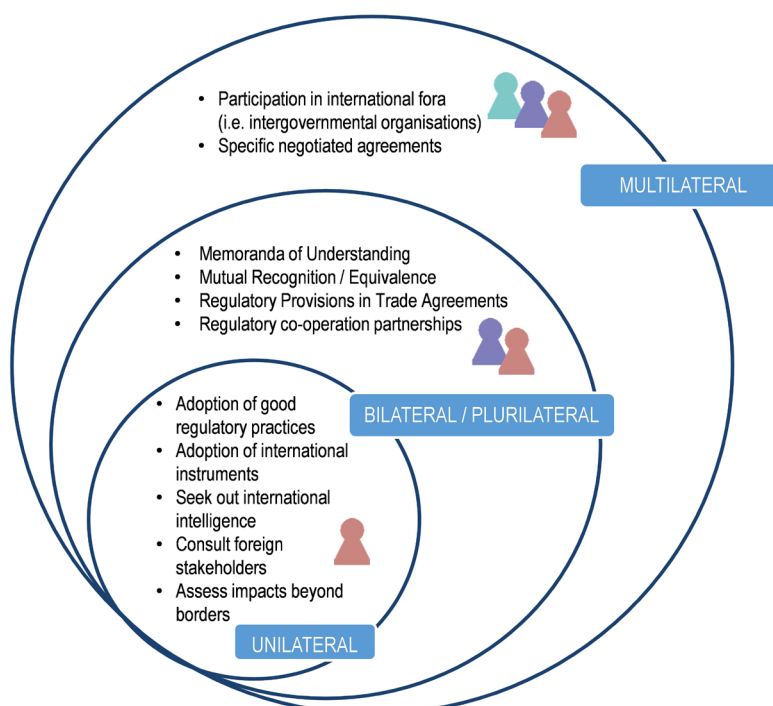 • Participation in international fora
(i.e. intergovernmental organisations)
• Specific negotiated agreements
MULTILATERAL
• Memoranda of Understanding
• Mutual Recognition / Equivalence
• Regulatory Provisions in Trade Agreements
• Regulatory co-operation partnerships
BILATERAL / PLURILATERAL
• Adoption of good
regulatory practices
• Adoption of international
instruments
• Seek out international
intelligence
• Consult foreign
stakeholders
• Assess impacts beyond
borders
UNILATERAL